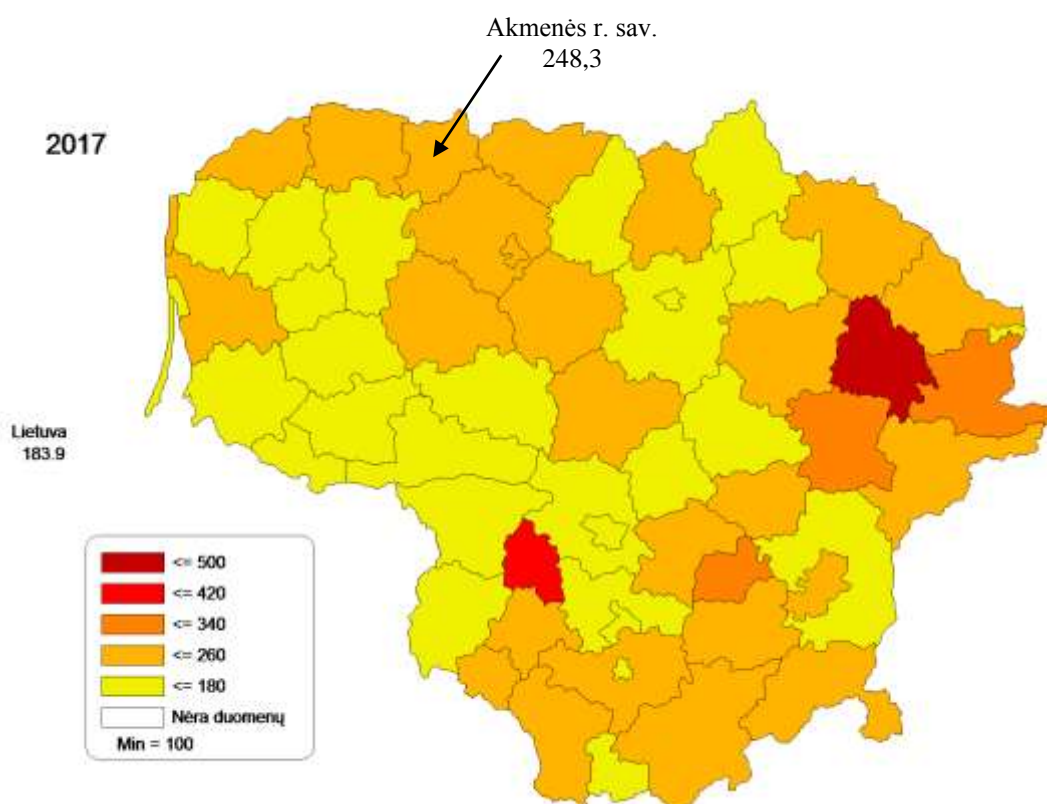 Akmenės r. sav.
248,3
2017
Lietuva
183.9
<= 500
<= 420
<= 340
<= 260
<= 180
Nėra duomenų
Min = 100